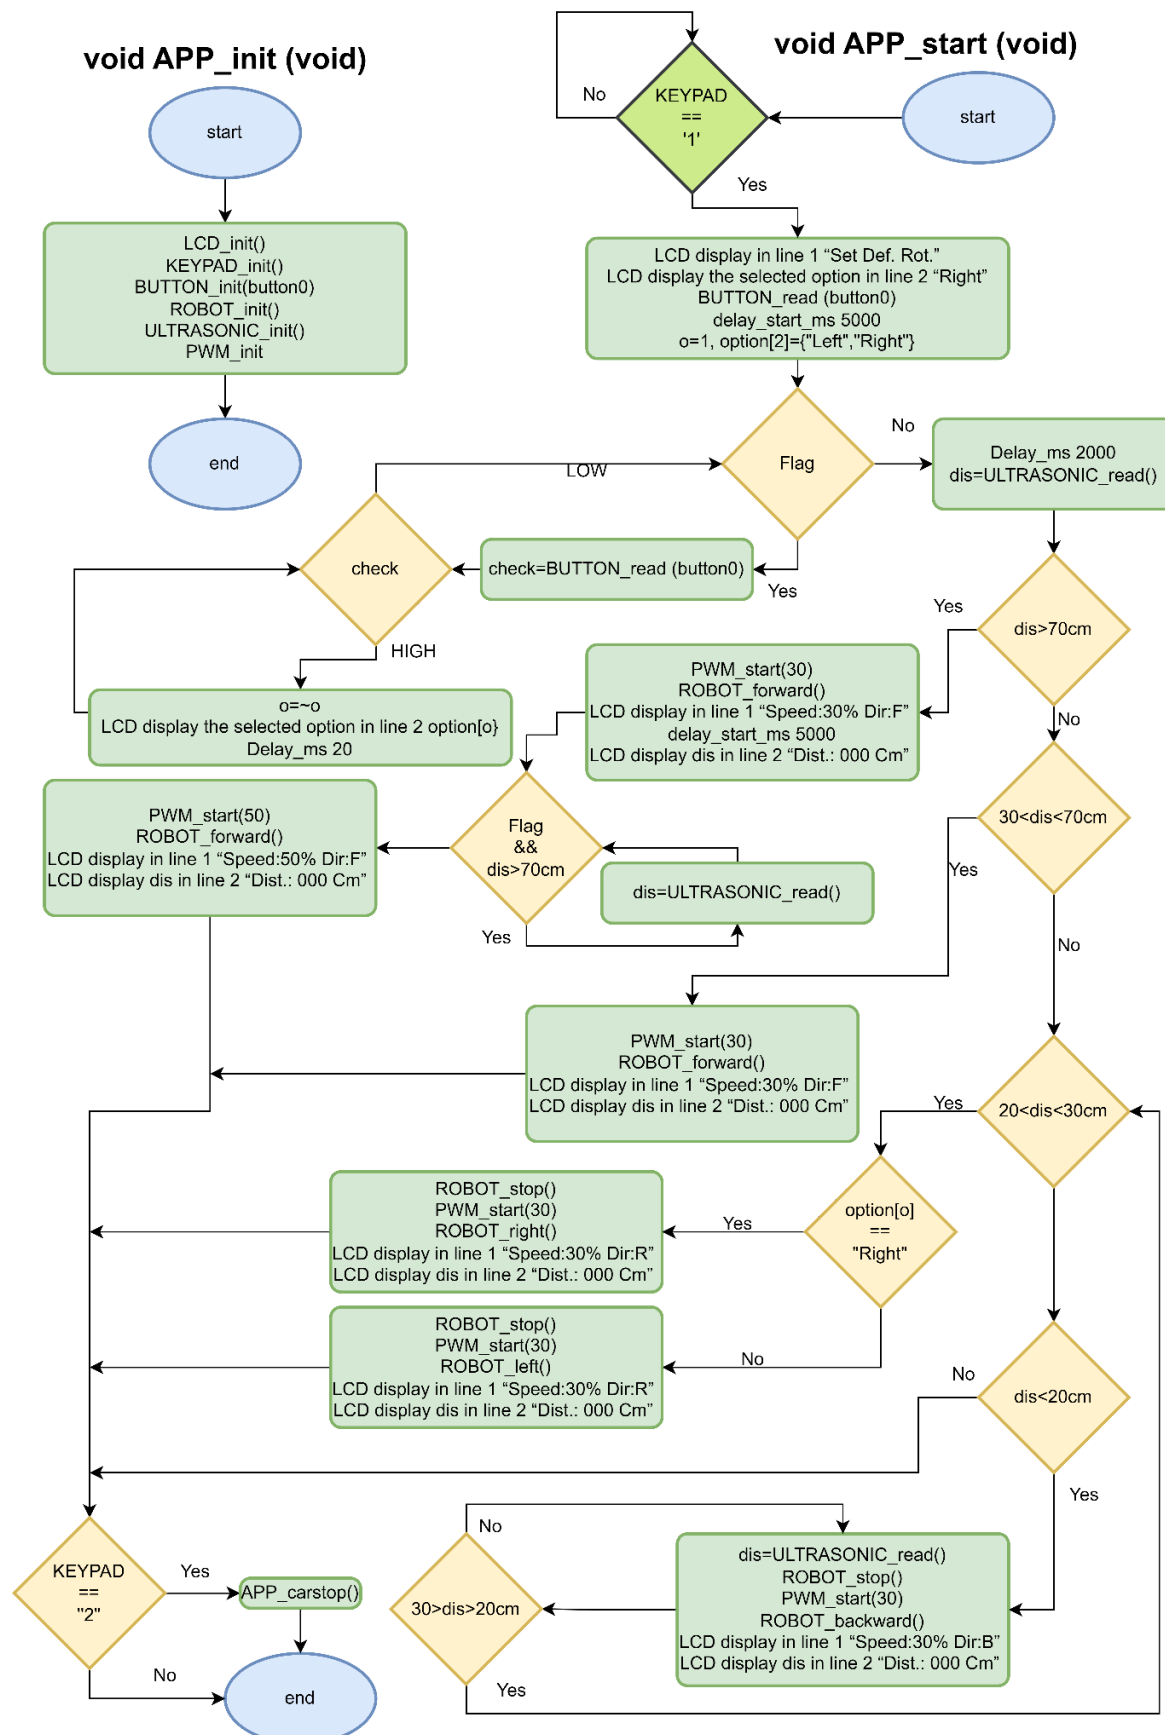 void APP_init (void)
start
LCD_init()
KEYPAD_init()
BUTTON_init(button0)
ROBOT_init()
ULTRASONIC_init()
PWM_init
end
void APP_start (void)
start
KEYPAD
==
'1'
No
Yes
LCD display in line 1 “Set Def. Rot.”
LCD display the selected option in line 2 “Right”
BUTTON_read (button0)
delay_start_ms 5000
o=1, option[2]={"Left","Right"}
Flag
No
Delay_ms 2000
dis=ULTRASONIC_read()
LOW
Yes
check=BUTTON_read (button0)
check
HIGH
o=~o
LCD display the selected option in line 2 option[o}
Delay_ms 20
dis>70cm
Yes
No
PWM_start(30)
ROBOT_forward()
LCD display in line 1 “Speed:30% Dir:F”
delay_start_ms 5000
LCD display dis in line 2 “Dist.: 000 Cm”
Flag
&&
dis>70cm
Yes
dis=ULTRASONIC_read()
PWM_start(50)
ROBOT_forward()
LCD display in line 1 “Speed:50% Dir:F”
LCD display dis in line 2 “Dist.: 000 Cm”
30<dis<70cm
Yes
No
PWM_start(30)
ROBOT_forward()
LCD display in line 1 “Speed:30% Dir:F”
LCD display dis in line 2 “Dist.: 000 Cm”
20<dis<30cm
Yes
option[o]
==
"Right"
Yes
ROBOT_stop()
PWM_start(30)
ROBOT_right()
LCD display in line 1 “Speed:30% Dir:R”
LCD display dis in line 2 “Dist.: 000 Cm”
No
ROBOT_stop()
PWM_start(30)
ROBOT_left()
LCD display in line 1 “Speed:30% Dir:R”
LCD display dis in line 2 “Dist.: 000 Cm”
dis<20cm
No
Yes
dis=ULTRASONIC_read()
ROBOT_stop()
PWM_start(30)
ROBOT_backward()
LCD display in line 1 “Speed:30% Dir:B”
LCD display dis in line 2 “Dist.: 000 Cm”
30>dis>20cm
No
Yes
KEYPAD
==
"2"
Yes
APP_carstop()
No
end